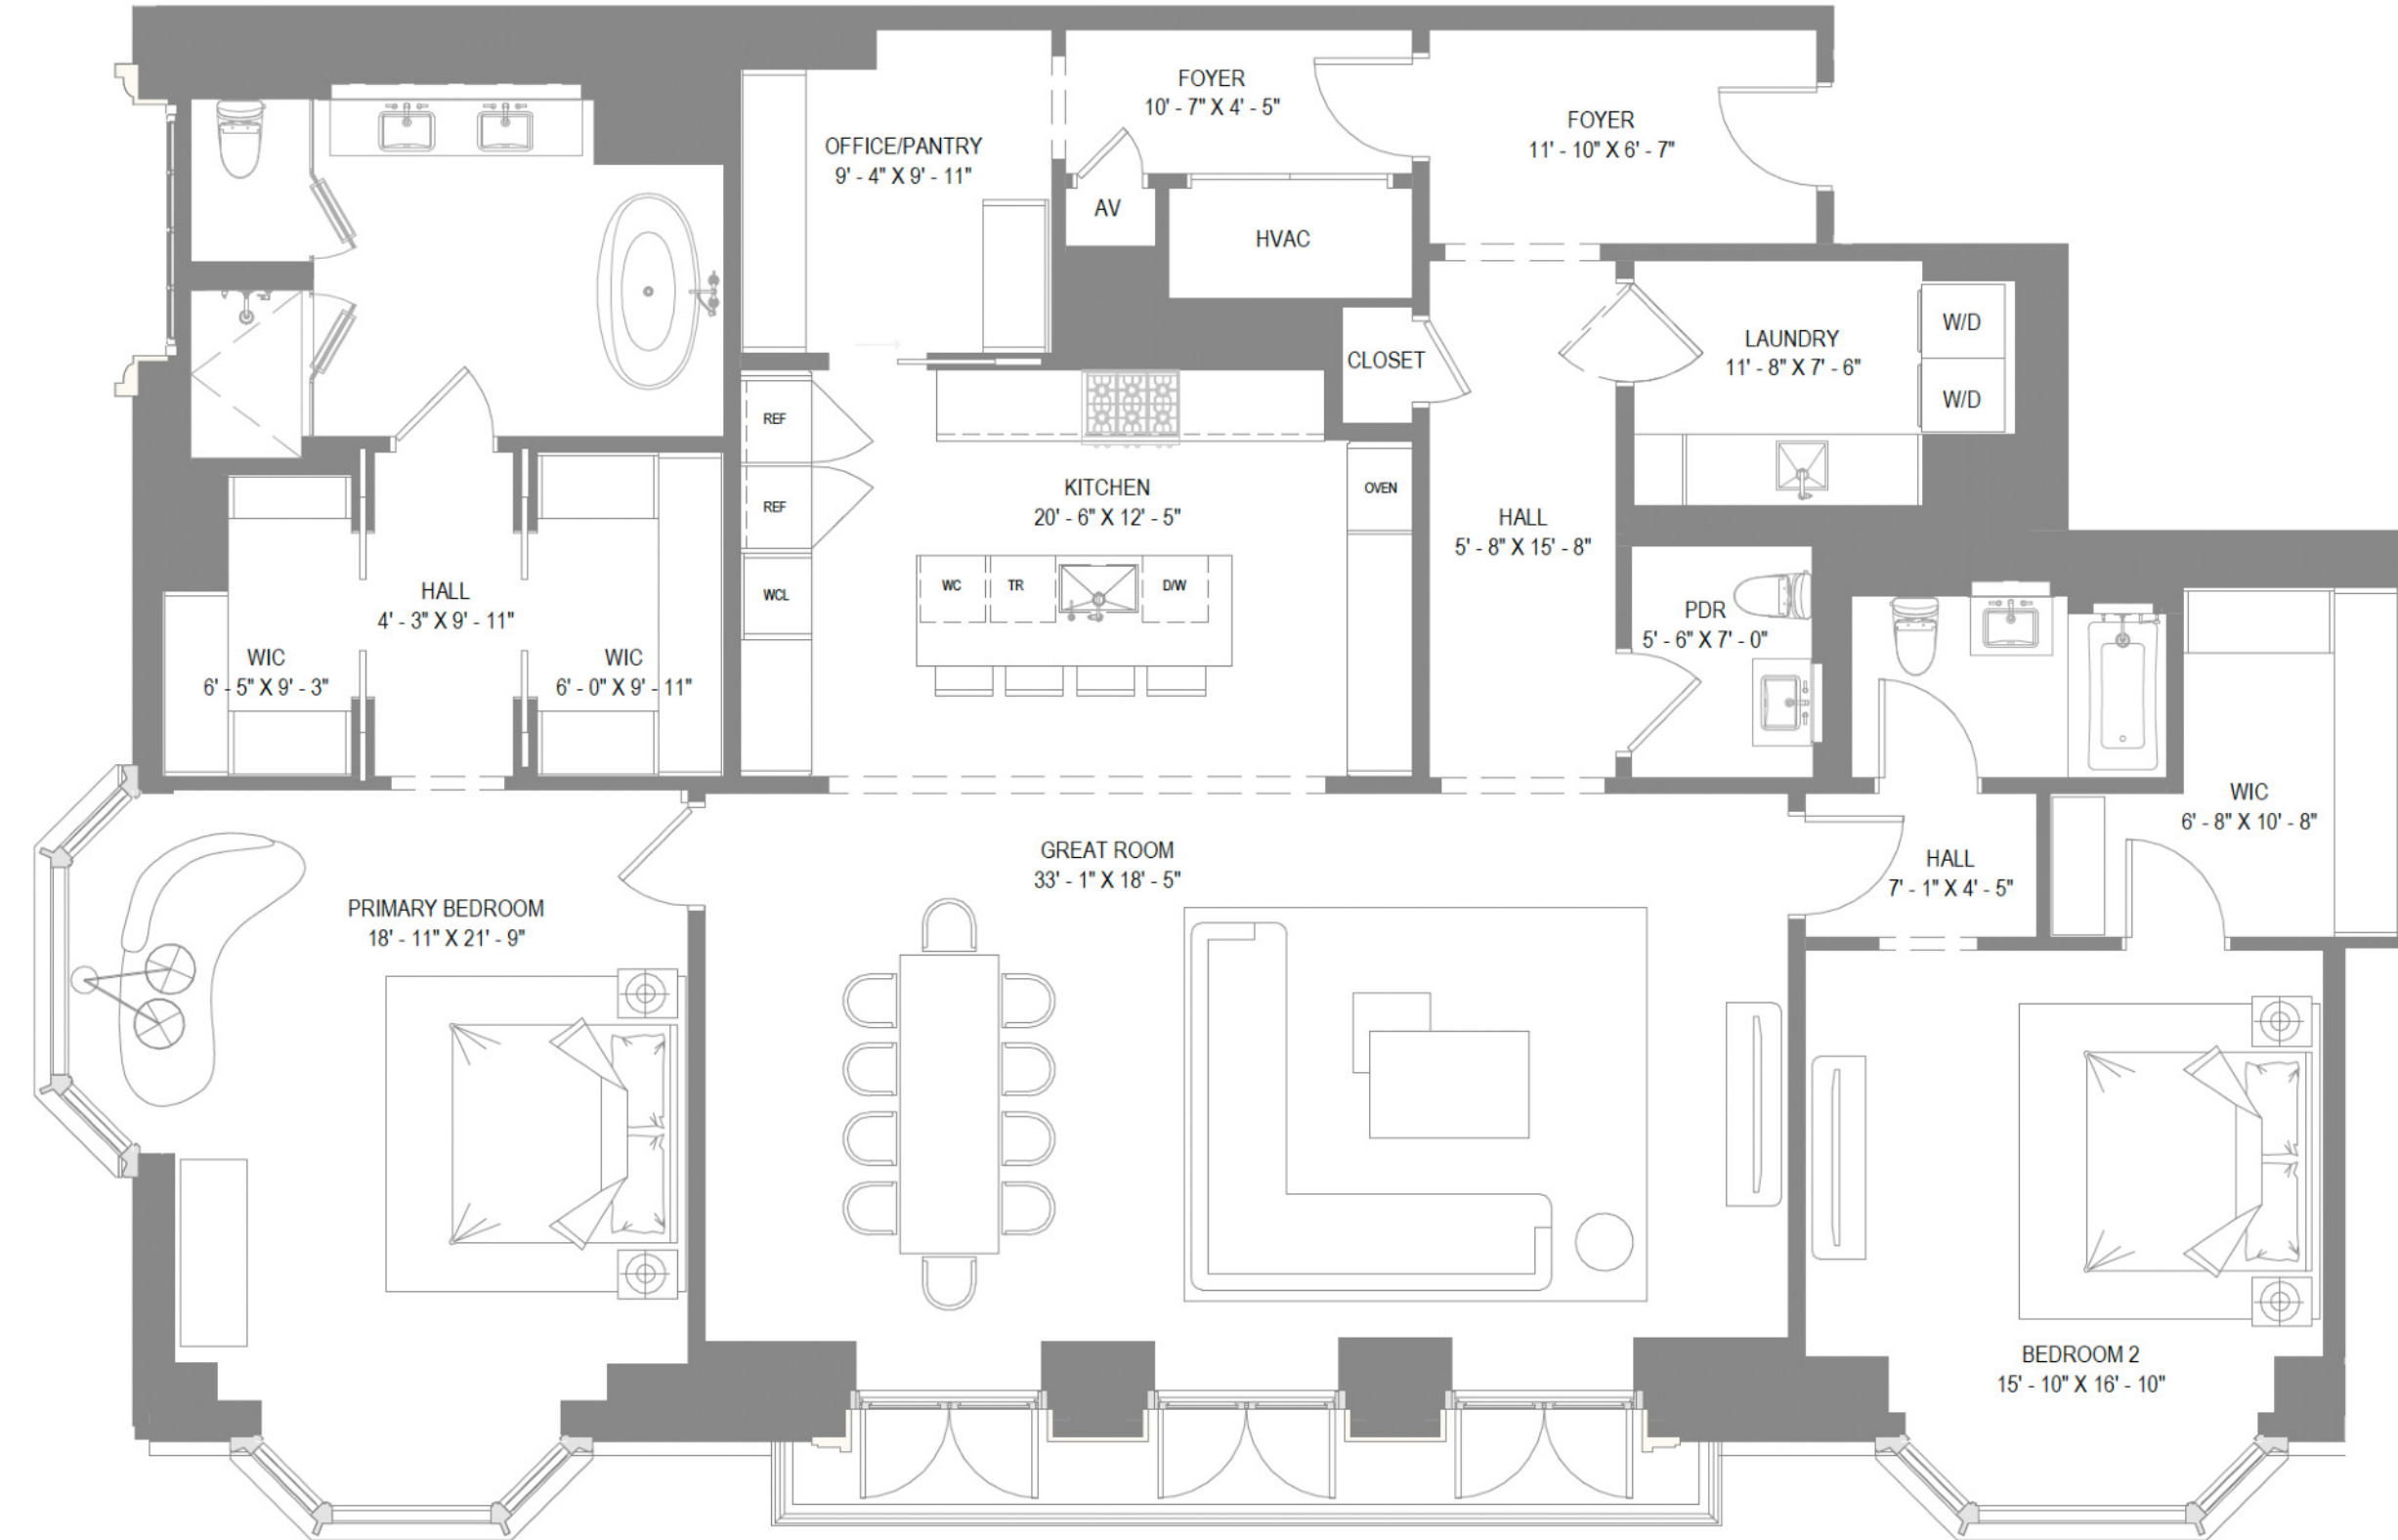 FOYER
10' - 7" X 4' - 5"
FOYER
11' - 10" X 6' - 7"
OFFICE/PANTRY
9' - 4" X 9' - 11"
AV
HVAC
CLOSET
LAUNDRY
11' - 8" X 7' - 6"
W/D
W/D
REF
REF
WCL
KITCHEN
20' - 6" X 12' - 5"
OVEN
WC
TR
D/W
HALL
5' - 8" X 15' - 8"
HALL
4' - 3" X 9' - 11"
WIC
6' - 5" X 9' - 3"
WIC
6' - 0" X 9' - 11"
PDR
5' - 6" X 7' - 0"
WIC
6' - 8" X 10' - 8"
HALL
7' - 1" X 4' - 5"
GREAT ROOM
33' - 1" X 18' - 5"
PRIMARY BEDROOM
18' - 11" X 21' - 9"
BEDROOM 2
15' - 10" X 16' - 10"